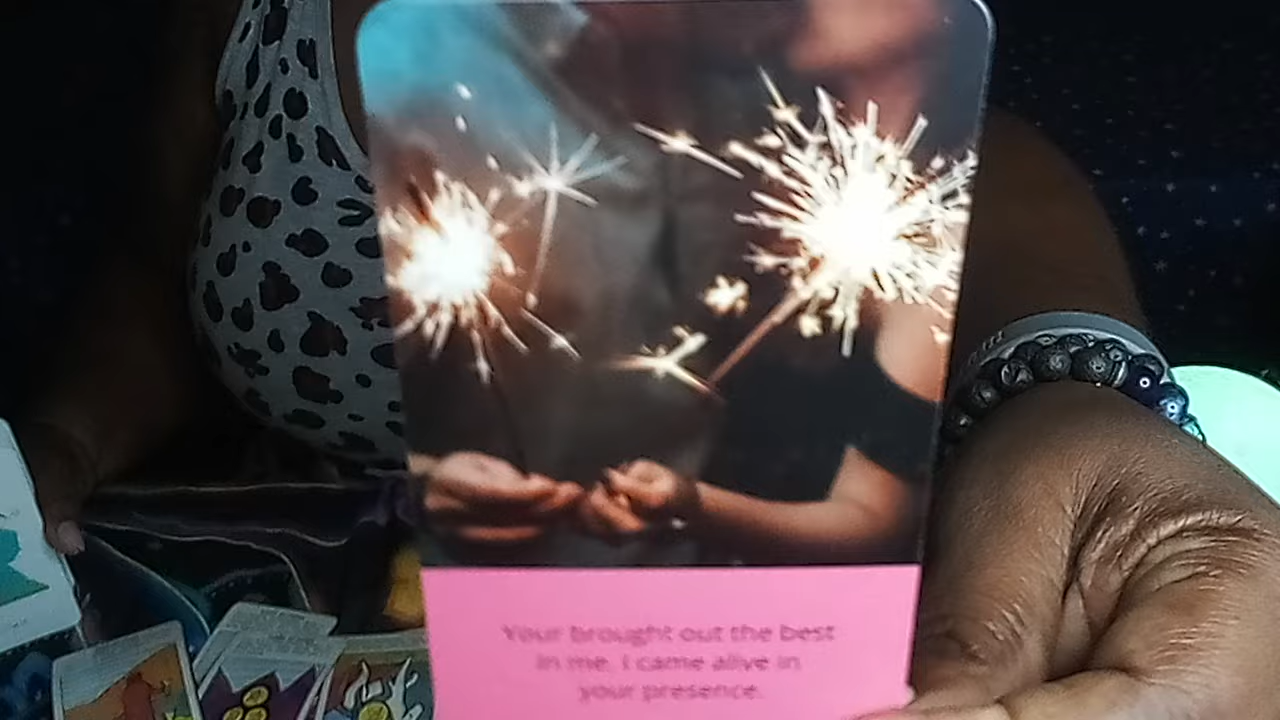 Your brought out the best
in me. I came alive in
your presence.